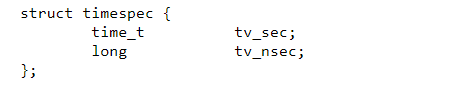 struct timespec {
        time_t          tv_sec;
        long            tv_nsec;
};